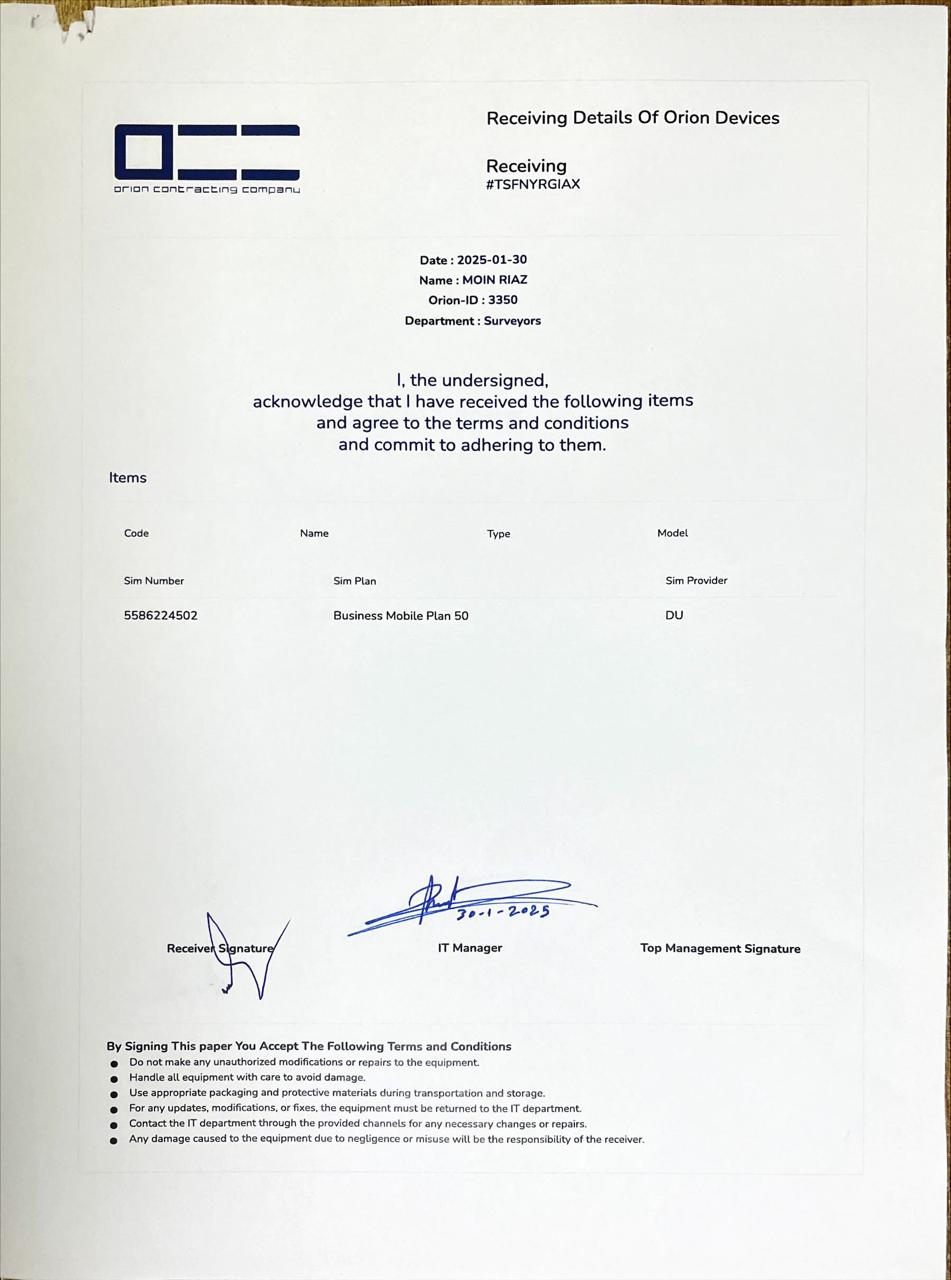 orion contracting company
Receiving Details Of Orion Devices
Receiving
#TSFNYRGIAX
Date : 2025-01-30
Name : MOIN RIAZ
Orion-ID : 3350
Department : Surveyors
I, the undersigned,
acknowledge that I have received the following items
and agree to the terms and conditions
and commit to adhering to them.
Items
Code Name Type Model
Sim Number Sim Plan Sim Provider
5586224502 Business Mobile Plan 50 DU
30-1-2025
Receiver Signature IT Manager Top Management Signature
By Signing This paper You Accept The Following Terms and Conditions
● Do not make any unauthorized modifications or repairs to the equipment.
● Handle all equipment with care to avoid damage.
● Use appropriate packaging and protective materials during transportation and storage.
● For any updates, modifications, or fixes, the equipment must be returned to the IT department.
● Contact the IT department through the provided channels for any necessary changes or repairs.
● Any damage caused to the equipment due to negligence or misuse will be the responsibility of the receiver.